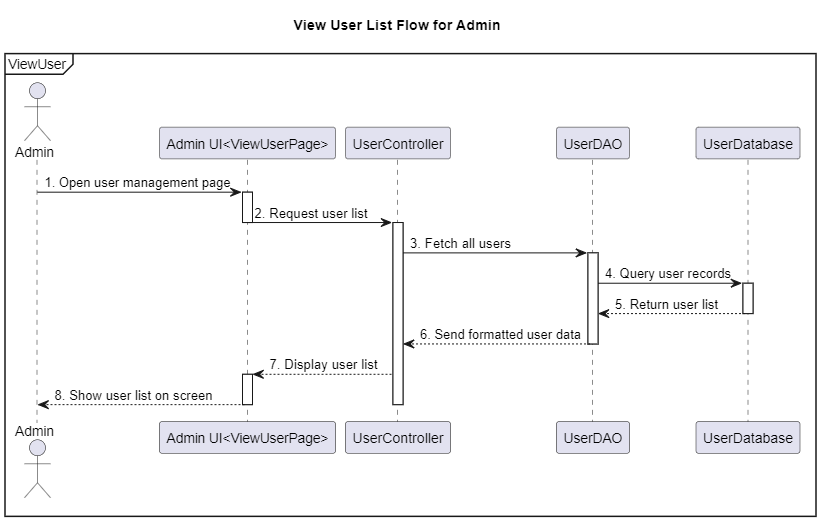 View User List Flow for Admin
ViewUser
Admin
Admin UI<ViewUserPage>
UserController
UserDAO
UserDatabase
1. Open user management page
2. Request user list
3. Fetch all users
4. Query user records
5. Return user list
6. Send formatted user data
7. Display user list
8. Show user list on screen
Admin
Admin UI<ViewUserPage>
UserController
UserDAO
UserDatabase